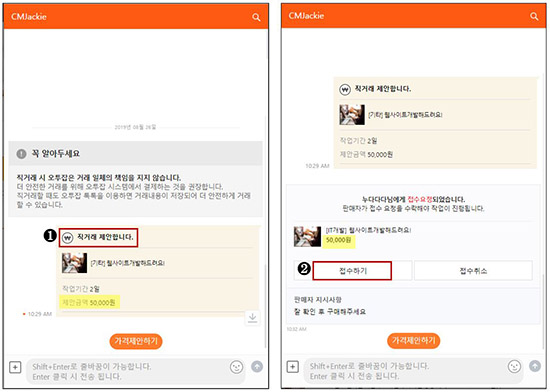 CMJackie
2019년 08월 26일
! 꼭 알아두세요
직거래 시 오투잡은 거래 일체의 책임을 지지 않습니다.
더 안전한 거래를 위해 오투잡 시스템에서 결제하는 것을 권장합니다.
직거래할 때도 오투잡 톡톡을 이용하면 거래내용이 저장되어 더 안전하게 거래
할 수 있습니다.
❶
₩ 직거래 제안합니다.
[기타] 웹사이트개발해드려요!
작업기간 2일
제안금액 50,000원
10:29 AM
가격제안하기
Shift+Enter로 줄바꿈이 가능합니다.
Enter 클릭 시 전송 됩니다.
CMJackie
₩ 직거래 제안합니다.
[기타] 웹사이트개발해드려요!
작업기간 2일
제안금액 50,000원
10:29 AM
누다다님에게 접수요청되었습니다.
판매자가 접수 요청을 수락해야 작업이 진행됩니다.
[IT개발] 웹사이트개발해드려요!
50,000원
❷
접수하기
접수취소
판매자 지시사항
잘 확인 후 구매해주세요
10:32 AM
가격제안하기
Shift+Enter로 줄바꿈이 가능합니다.
Enter 클릭 시 전송 됩니다.